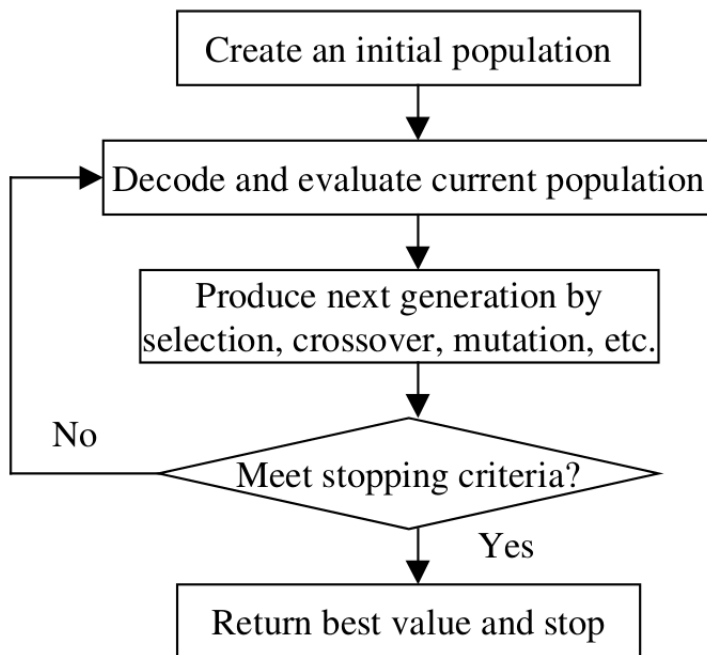 Create an initial population
Decode and evaluate current population
Produce next generation by
selection, crossover, mutation, etc.
No
Meet stopping criteria?
Yes
Return best value and stop